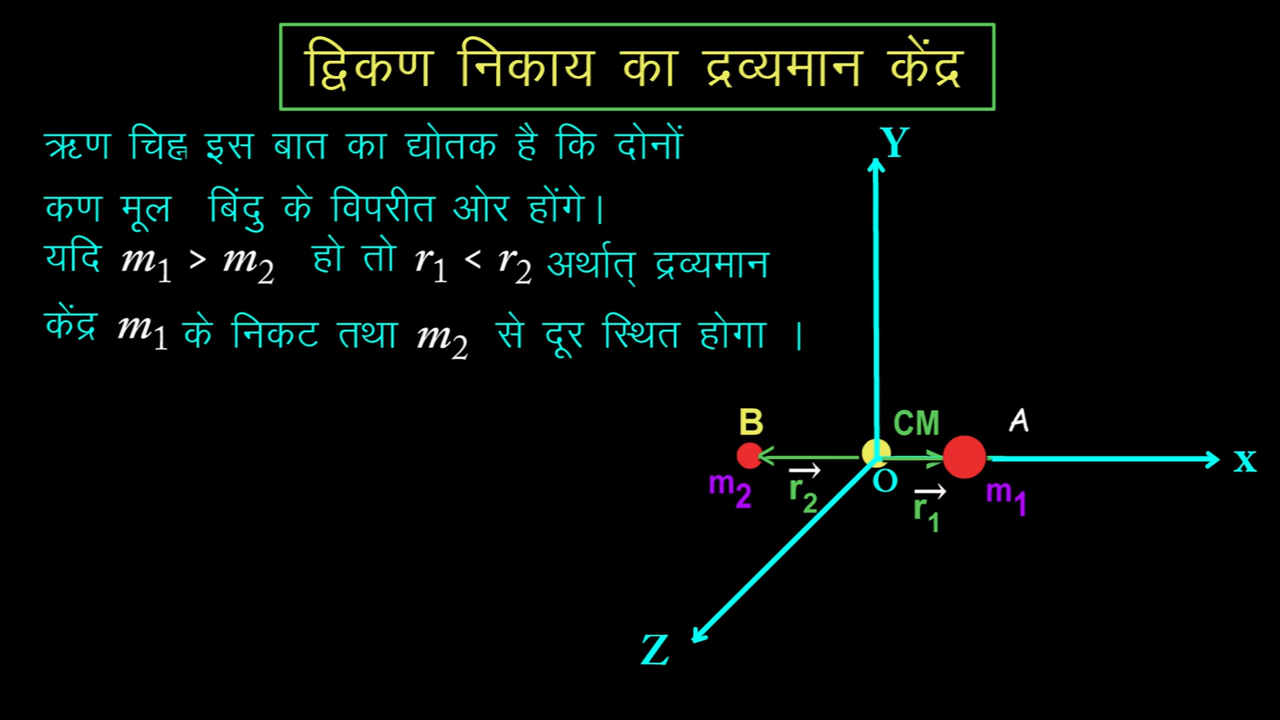 द्विकण निकाय का द्रव्यमान केंद्र
ऋण चिह्न इस बात का द्योतक है कि दोनों
कण मूल बिंदु के विपरीत ओर होंगे।
यदि m₁ > m₂ हो तो r₁ < r₂ अर्थात् द्रव्यमान
केंद्र m₁ के निकट तथा m₂ से दूर स्थित होगा ।
Y
B
CM
A
X
O
m₂
r₂
r₁
m₁
Z